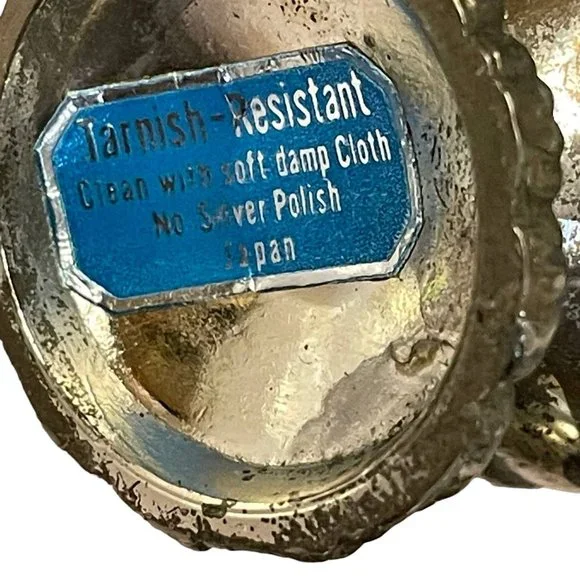 Tarnish-Resistant
Clean with soft damp Cloth
No Silver Polish
Japan